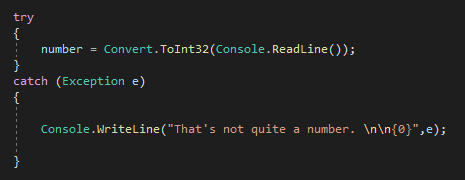 try
{
number = Convert.ToInt32(Console.ReadLine());
}
catch (Exception e)
{
Console.WriteLine("That's not quite a number. \n\n{0}",e);
}